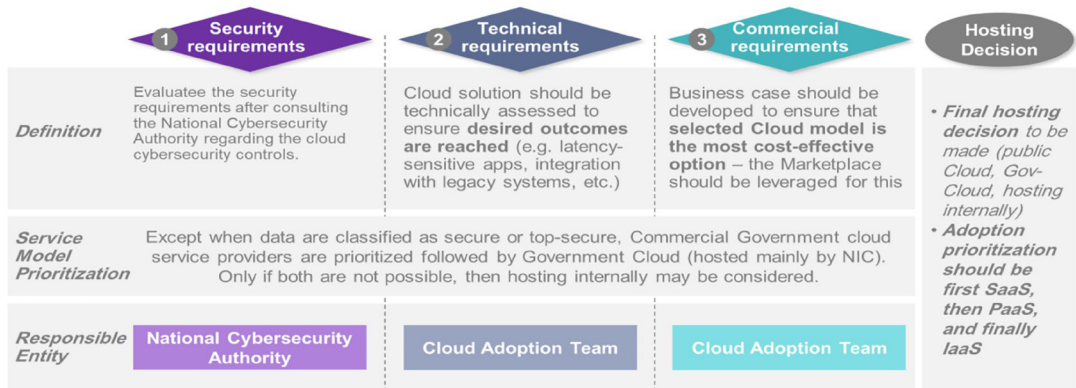 1
Security
requirements
2
Technical
requirements
3
Commercial
requirements
Hosting
Decision
Definition
Evaluatee the security
requirements after consulting
the National Cybersecurity
Authority regarding the cloud
cybersecurity controls.
Cloud solution should be
technically assessed to
ensure desired outcomes
are reached (e.g. latency-
sensitive apps, integration
with legacy systems, etc.)
Business case should be
developed to ensure that
selected Cloud model is
the most cost-effective
option – the Marketplace
should be leveraged for this
• Final hosting
decision to be
made (public
Cloud, Gov-
Cloud, hosting
internally)
• Adoption
prioritization
should be
first SaaS,
then PaaS,
and finally
IaaS
Service
Model
Prioritization
Except when data are classified as secure or top-secure, Commercial Government cloud
service providers are prioritized followed by Government Cloud (hosted mainly by NIC).
Only if both are not possible, then hosting internally may be considered.
Responsible
Entity
National Cybersecurity
Authority
Cloud Adoption Team
Cloud Adoption Team